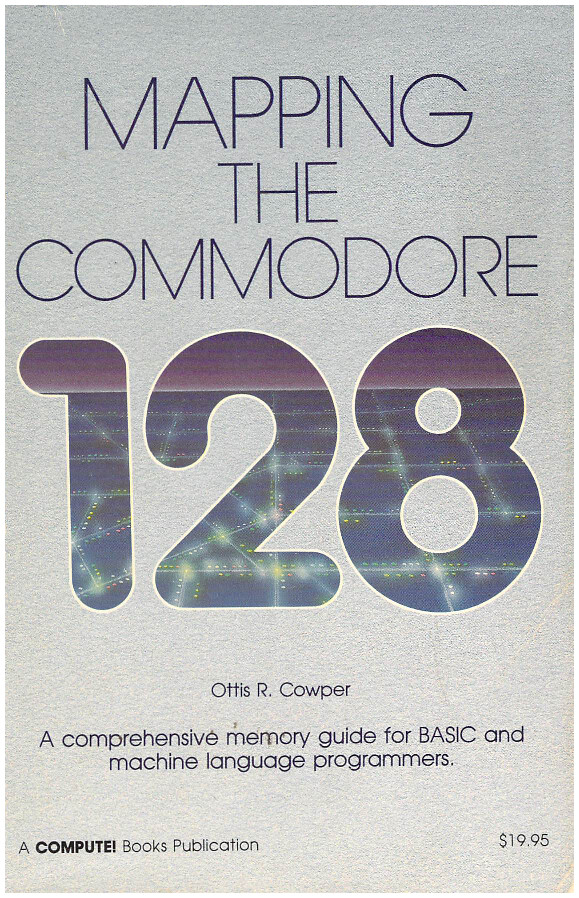 MAPPING
THE
COMMODORE
128
Ottis R. Cowper
A comprehensive memory guide for BASIC and
machine language programmers.
A COMPUTE! Books Publication
$19.95